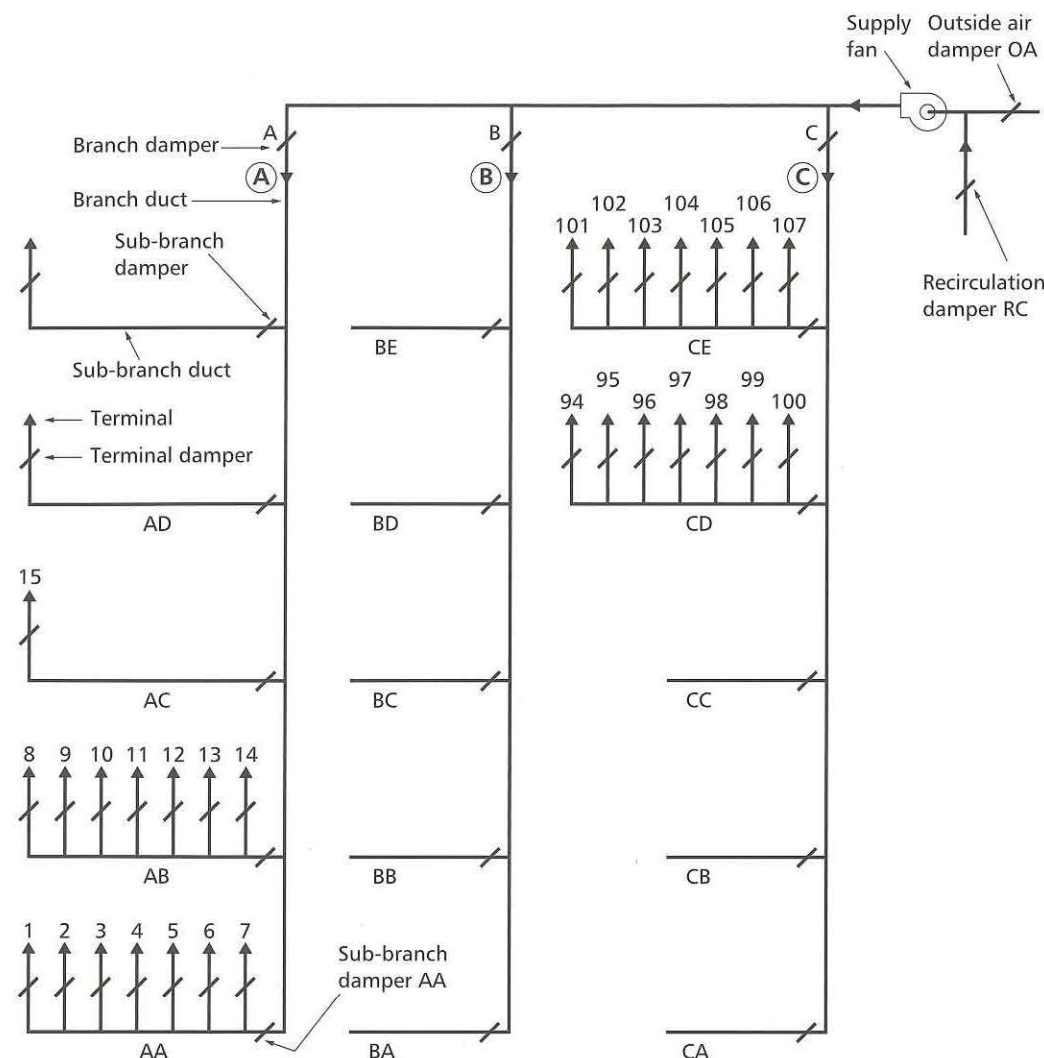 Supply
fan
Outside air
damper OA
A
B
C
Branch damper
A
B
C
Branch duct
Sub-branch
damper
101
102
103
104
105
106
107
Recirculation
damper RC
BE
CE
Sub-branch duct
Terminal
Terminal damper
94
95
96
97
98
99
100
AD
BD
CD
15
AC
BC
CC
8
9
10
11
12
13
14
AB
BB
CB
1
2
3
4
5
6
7
Sub-branch
damper AA
AA
BA
CA